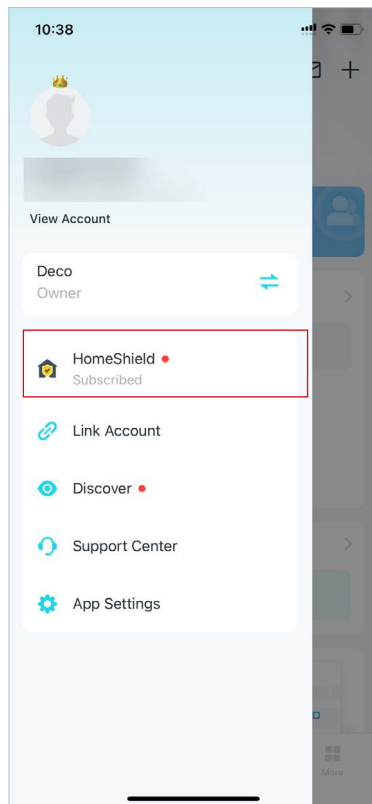 10:38
View Account
Deco
Owner
HomeShield
Subscribed
Link Account
Discover
Support Center
App Settings
More